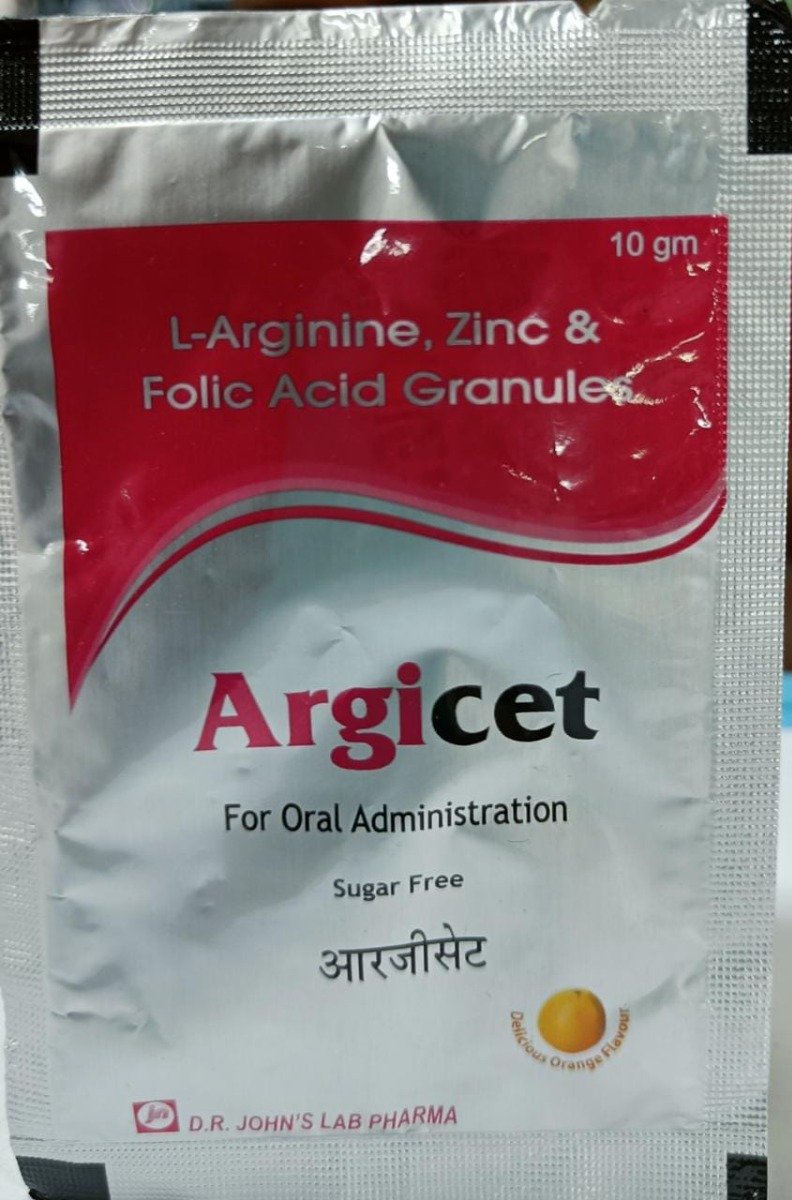 10 gm
L-Arginine, Zinc &
Folic Acid Granules
Argicet
For Oral Administration
Sugar Free
आरजीसेट
Delicious Orange Flavour
D.R. JOHN'S LAB PHARMA